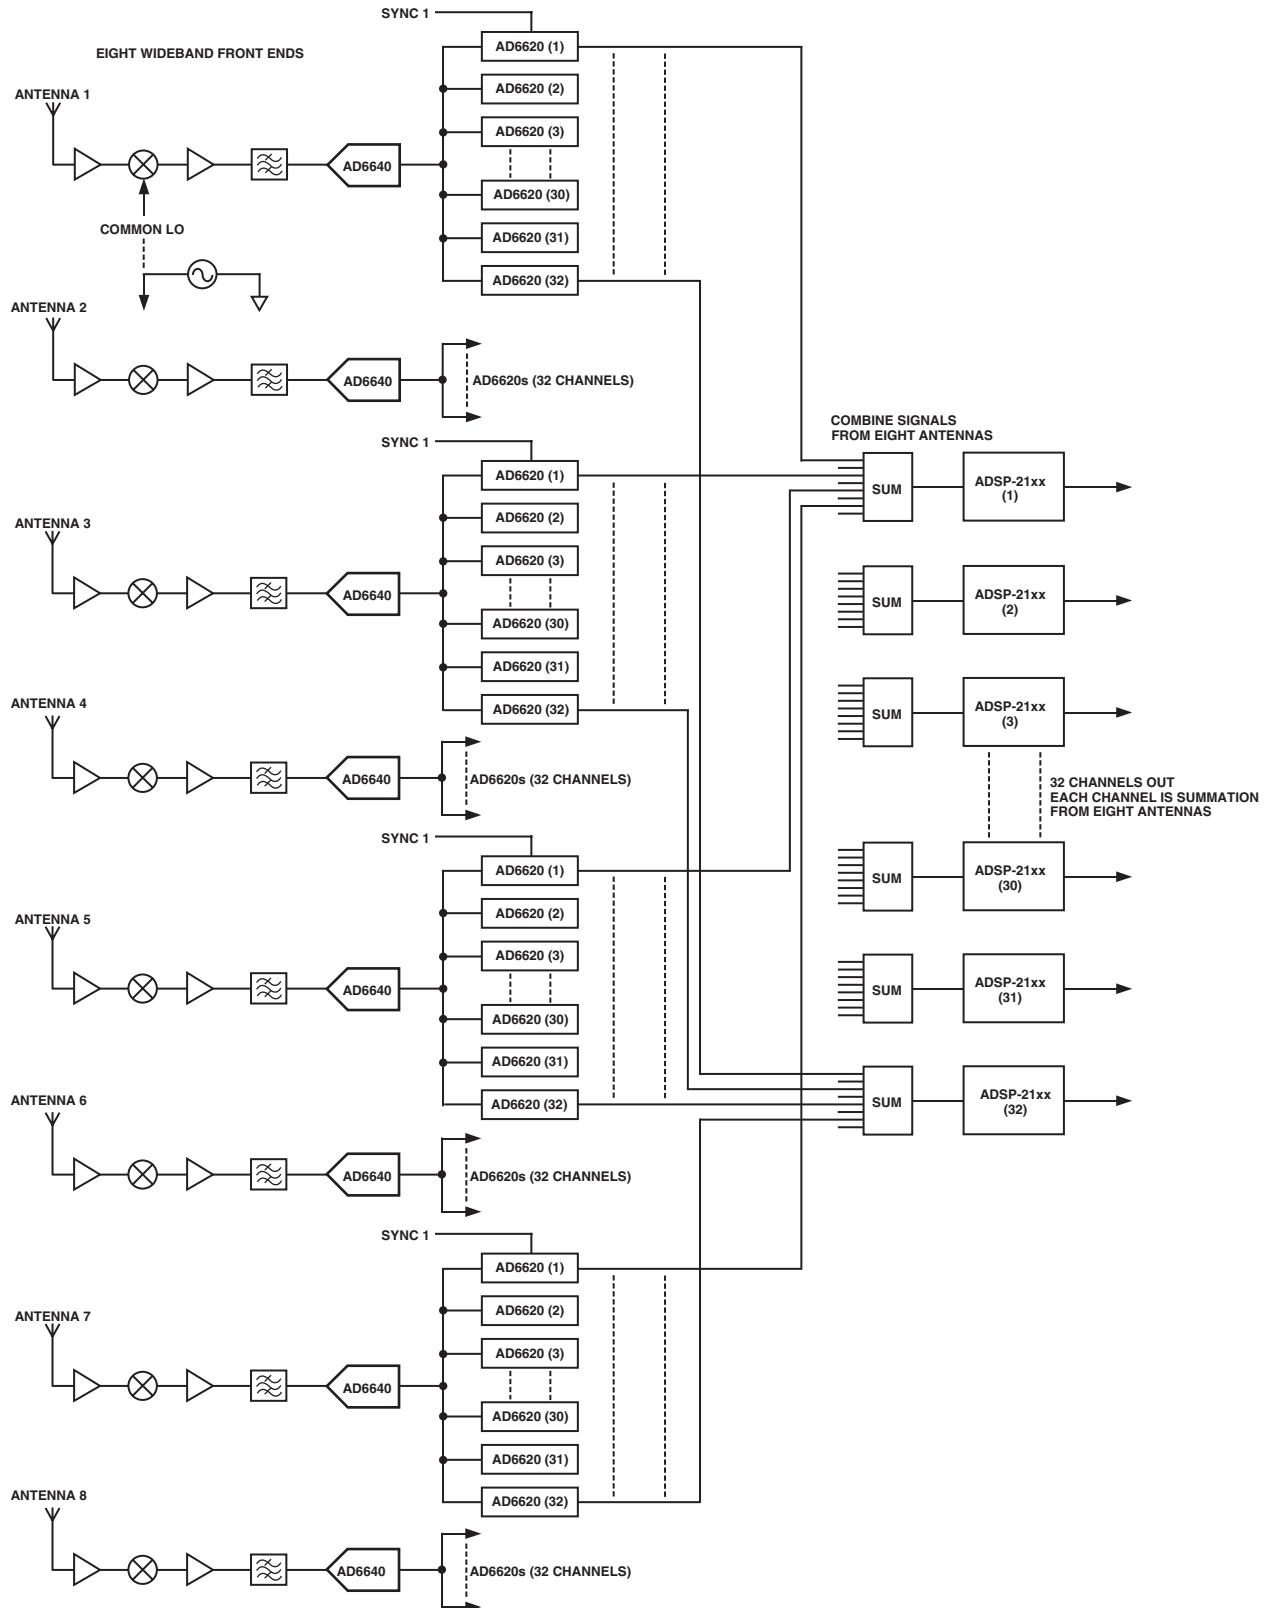 SYNC 1
EIGHT WIDEBAND FRONT ENDS
ANTENNA 1
AD6640
AD6620 (1)
AD6620 (2)
AD6620 (3)
AD6620 (30)
AD6620 (31)
AD6620 (32)
COMMON LO
ANTENNA 2
AD6640
AD6620s (32 CHANNELS)
SYNC 1
ANTENNA 3
AD6640
AD6620 (1)
AD6620 (2)
AD6620 (3)
AD6620 (30)
AD6620 (31)
AD6620 (32)
ANTENNA 4
AD6640
AD6620s (32 CHANNELS)
SYNC 1
ANTENNA 5
AD6640
AD6620 (1)
AD6620 (2)
AD6620 (3)
AD6620 (30)
AD6620 (31)
AD6620 (32)
ANTENNA 6
AD6640
AD6620s (32 CHANNELS)
SYNC 1
ANTENNA 7
AD6640
AD6620 (1)
AD6620 (2)
AD6620 (3)
AD6620 (30)
AD6620 (31)
AD6620 (32)
ANTENNA 8
AD6640
AD6620s (32 CHANNELS)
COMBINE SIGNALS
FROM EIGHT ANTENNAS
SUM
ADSP-21xx
(1)
SUM
ADSP-21xx
(2)
SUM
ADSP-21xx
(3)
32 CHANNELS OUT
EACH CHANNEL IS SUMMATION
FROM EIGHT ANTENNAS
SUM
ADSP-21xx
(30)
SUM
ADSP-21xx
(31)
SUM
ADSP-21xx
(32)